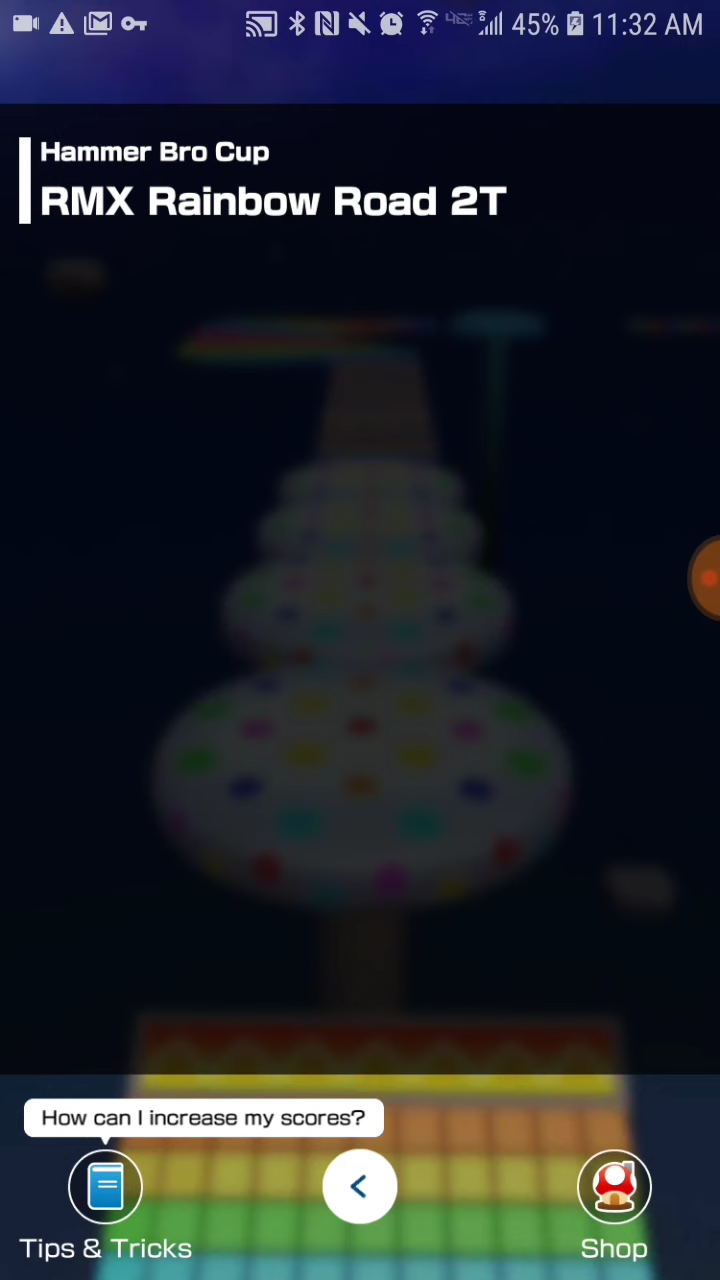 45% 11:32 AM
Hammer Bro Cup
RMX Rainbow Road 2T
How can I increase my scores?
Tips & Tricks
Shop